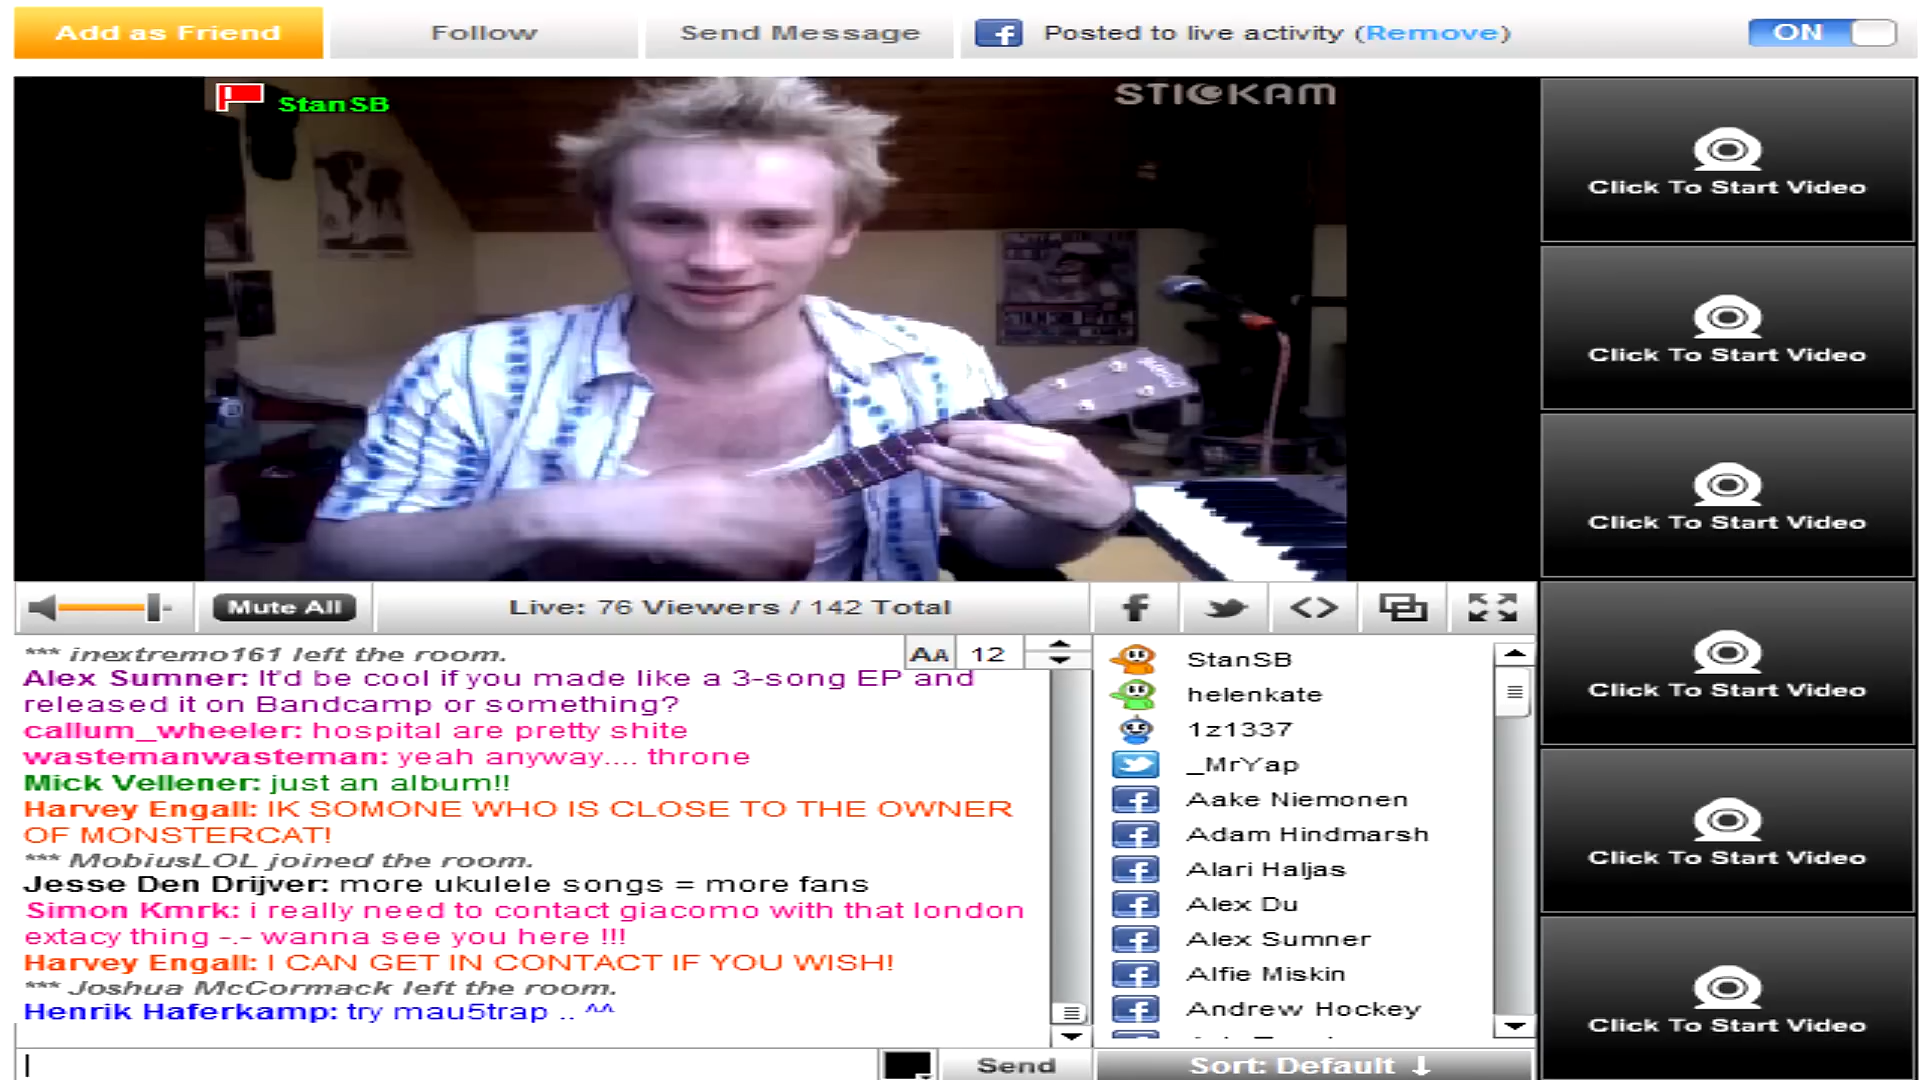 Add as Friend
Follow
Send Message
Posted to live activity (Remove)
ON
StanSB
STICKAM
Click To Start Video
Click To Start Video
Click To Start Video
Click To Start Video
Click To Start Video
Click To Start Video
Mute All
Live: 76 Viewers / 142 Total
AA
12
*** inextremo161 left the room.
Alex Sumner: It'd be cool if you made like a 3-song EP and
released it on Bandcamp or something?
callum_wheeler: hospital are pretty shite
wastemanwasteman: yeah anyway.... throne
Mick Vellener: just an album!!
Harvey Engall: IK SOMONE WHO IS CLOSE TO THE OWNER
OF MONSTERCAT!
*** MobiusLOL joined the room.
Jesse Den Drijver: more ukulele songs = more fans
Simon Kmrk: i really need to contact giacomo with that london
extacy thing -.- wanna see you here !!!
Harvey Engall: I CAN GET IN CONTACT IF YOU WISH!
*** Joshua McCormack left the room.
Henrik Haferkamp: try mau5trap .. ^^
StanSB
helenkate
1z1337
_MrYap
Aake Niemonen
Adam Hindmarsh
Alari Haljas
Alex Du
Alex Sumner
Alfie Miskin
Andrew Hockey
Send
Sort: Default ↓